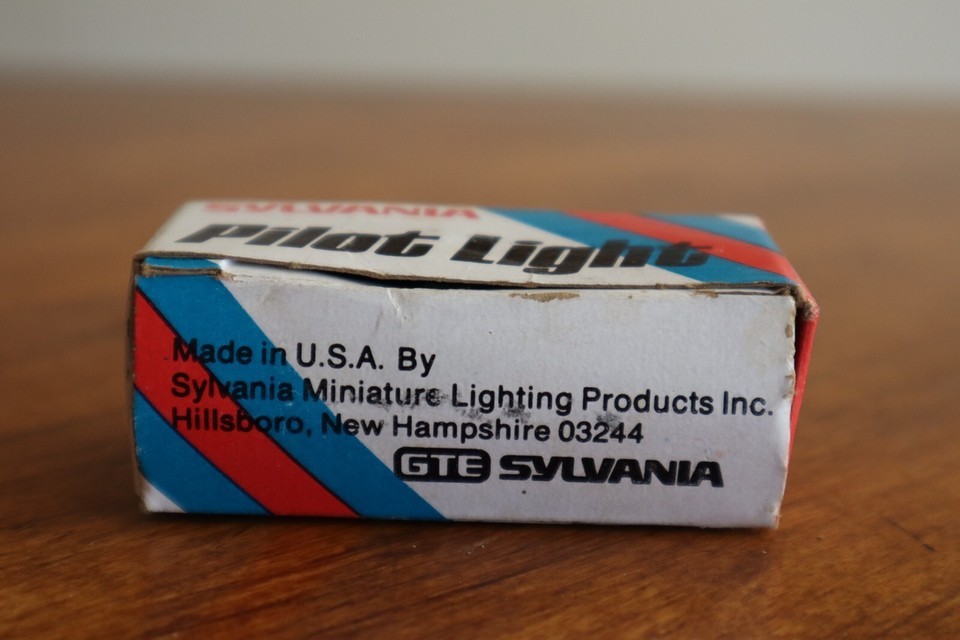 SYLVANIA
Pilot Light
Made in U.S.A. By
Sylvania Miniature Lighting Products Inc.
Hillsboro, New Hampshire 03244
GTE SYLVANIA